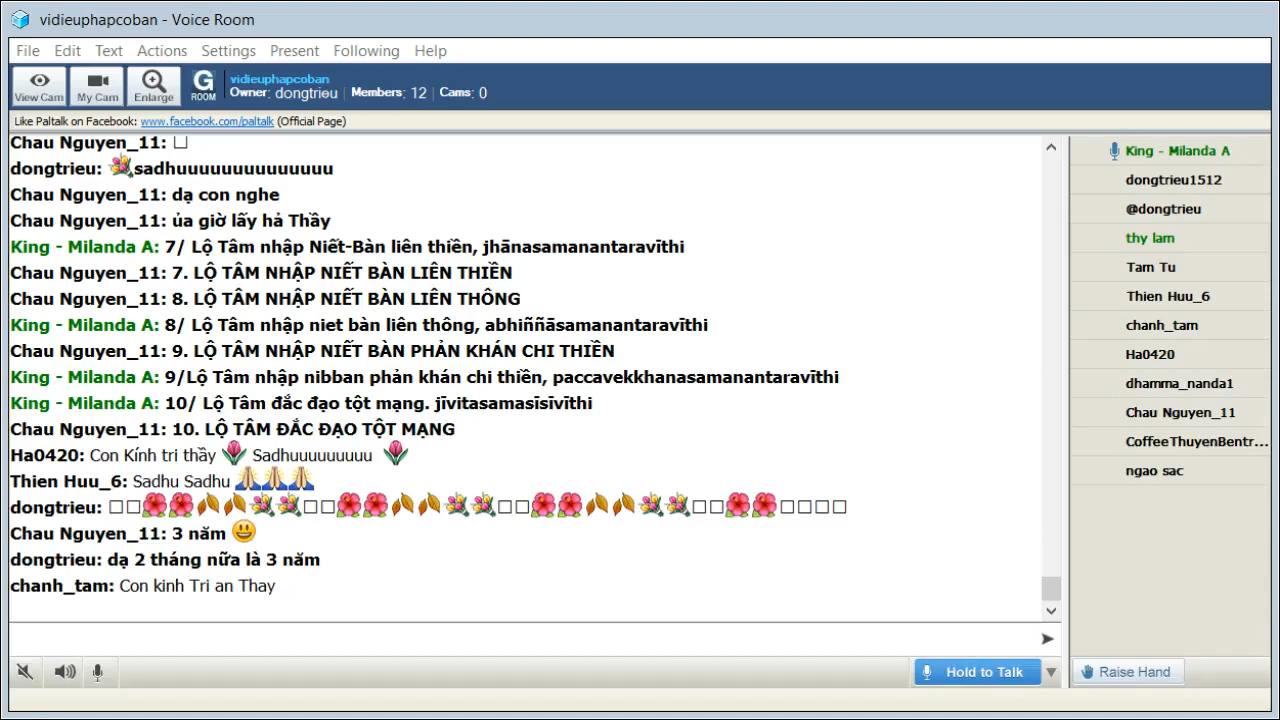 vidieuphapcoban - Voice Room
File Edit Text Actions Settings Present Following Help
View Cam My Cam Enlarge G ROOM
vidieuphapcoban
Owner: dongtrieu | Members: 12 | Cams: 0
Like Paltalk on Facebook: www.facebook.com/paltalk (Official Page)
Chau Nguyen_11: □
dongtrieu: sadhuuuuuuuuuuuuuu
Chau Nguyen_11: dạ con nghe
Chau Nguyen_11: ủa giờ lấy hả Thầy
King - Milanda A: 7/ Lộ Tâm nhập Niết-Bàn liên thiền, jhānasamanantaravīthi
Chau Nguyen_11: 7. LỘ TÂM NHẬP NIẾT BÀN LIÊN THIỀN
Chau Nguyen_11: 8. LỘ TÂM NHẬP NIẾT BÀN LIÊN THÔNG
King - Milanda A: 8/ Lộ Tâm nhập niet bàn liên thông, abhiññāsamanantaravīthi
Chau Nguyen_11: 9. LỘ TÂM NHẬP NIẾT BÀN PHẢN KHÁN CHI THIỀN
King - Milanda A: 9/Lộ Tâm nhập nibban phản khán chi thiền, paccavekkhanasamanantaravīthi
King - Milanda A: 10/ Lộ Tâm đắc đạo tột mạng. jīvitasamasīsīvīthi
Chau Nguyen_11: 10. LỘ TÂM ĐẮC ĐẠO TỘT MẠNG
Ha0420: Con Kính tri thầy Sadhuuuuuuuuu
Thien Huu_6: Sadhu Sadhu
dongtrieu:
Chau Nguyen_11: 3 năm
dongtrieu: dạ 2 tháng nữa là 3 năm
chanh_tam: Con kinh Tri an Thay
King - Milanda A
dongtrieu1512
@dongtrieu
thy lam
Tam Tu
Thien Huu_6
chanh_tam
Ha0420
dhamma_nanda1
Chau Nguyen_11
CoffeeThuyenBentr...
ngao sac
Hold to Talk
Raise Hand